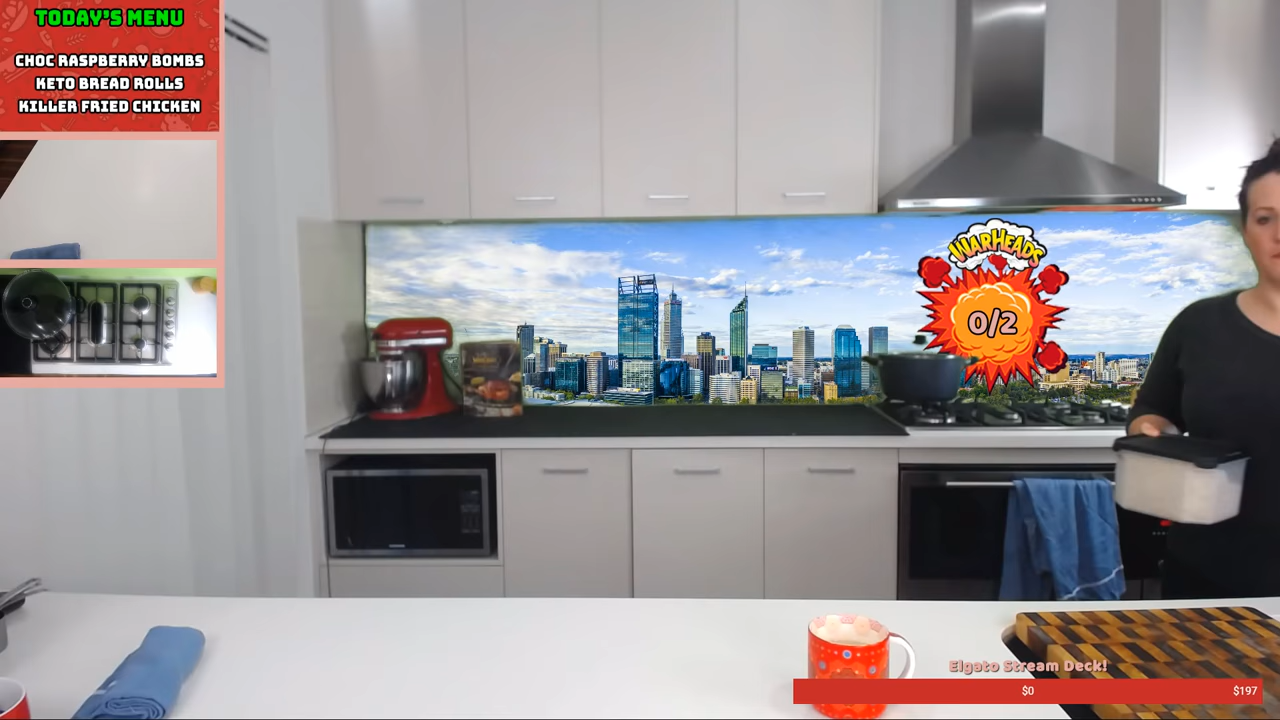 TODAY'S MENU
CHOC RASPBERRY BOMBS
KETO BREAD ROLLS
KILLER FRIED CHICKEN
WARHEADS
0/2
Elgato Stream Deck!
$0 $197